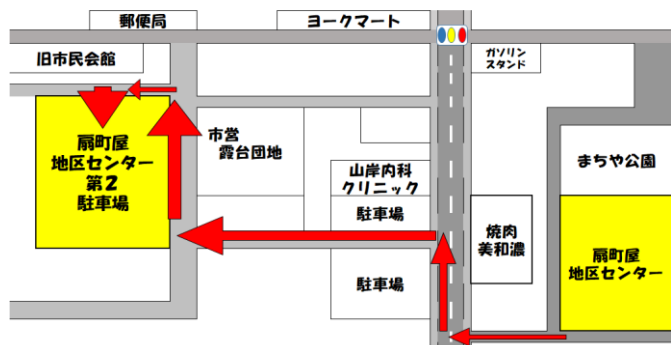 郵便局
ヨークマート
旧市民会館
ガソリン
スタンド
扇町屋
地区センター
第2
駐車場
市営
霞台団地
山岸内科
クリニック
駐車場
駐車場
焼肉
美和濃
まちや公園
扇町屋
地区センター